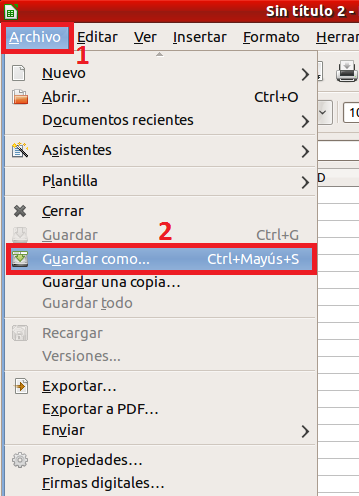 Sin título 2 -
Archivo Editar Ver Insertar Formato Herrar
1
Nuevo
Abrir... Ctrl+O
Documentos recientes
10
Asistentes
Plantilla
D
Cerrar
2
Guardar Ctrl+G
Guardar como... Ctrl+Mayús+S
Guardar una copia...
Guardar todo
Recargar
Versiones...
Exportar...
Exportar a PDF...
Enviar
Propiedades...
Firmas digitales...